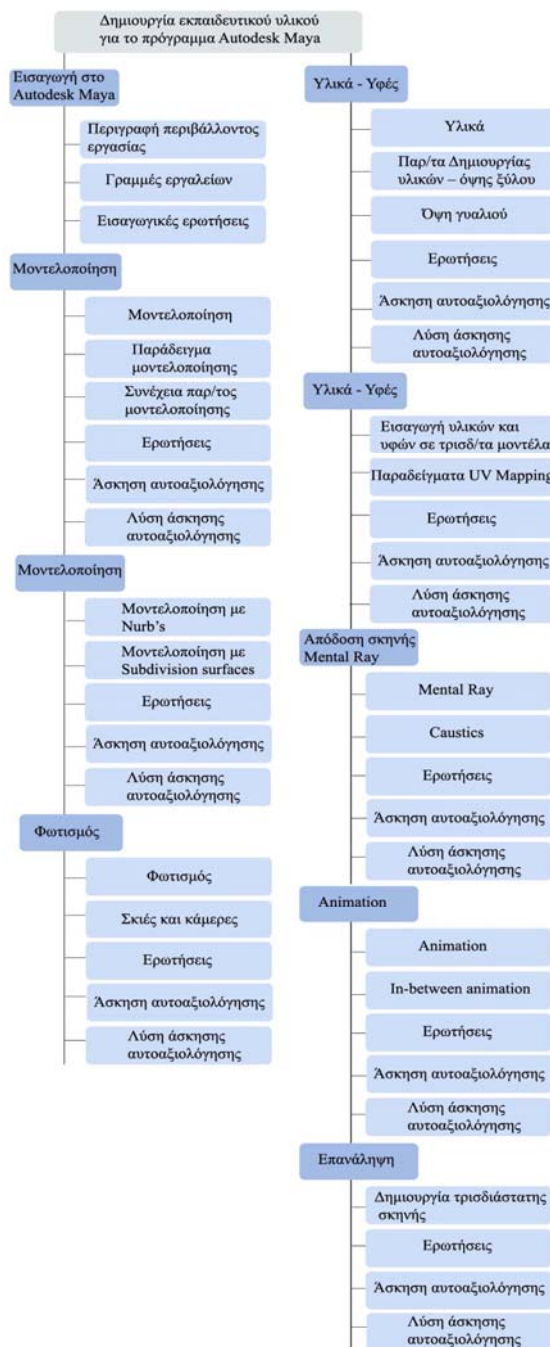 Δημιουργία εκπαιδευτικού υλικού
για το πρόγραμμα Autodesk Maya
Εισαγωγή στο
Autodesk Maya
Περιγραφή περιβάλλοντος
εργασίας
Γραμμές εργαλείων
Εισαγωγικές ερωτήσεις
Μοντελοποίηση
Μοντελοποίηση
Παράδειγμα
μοντελοποίησης
Συνέχεια παρ/τος
μοντελοποίησης
Ερωτήσεις
Άσκηση αυτοαξιολόγησης
Λύση άσκησης
αυτοαξιολόγησης
Μοντελοποίηση
Μοντελοποίηση με
Nurb’s
Μοντελοποίηση με
Subdivision surfaces
Ερωτήσεις
Άσκηση αυτοαξιολόγησης
Λύση άσκησης
αυτοαξιολόγησης
Φωτισμός
Φωτισμός
Σκιές και κάμερες
Ερωτήσεις
Άσκηση αυτοαξιολόγησης
Λύση άσκησης
αυτοαξιολόγησης
Υλικά - Υφές
Υλικά
Παρ/τα Δημιουργίας
υλικών – όψης ξύλου
Όψη γυαλιού
Ερωτήσεις
Άσκηση αυτοαξιολόγησης
Λύση άσκησης
αυτοαξιολόγησης
Υλικά - Υφές
Εισαγωγή υλικών και
υφών σε τρισδ/τα μοντέλα
Παραδείγματα UV Mapping
Ερωτήσεις
Άσκηση αυτοαξιολόγησης
Λύση άσκησης
αυτοαξιολόγησης
Απόδοση σκηνής
Mental Ray
Mental Ray
Caustics
Ερωτήσεις
Άσκηση αυτοαξιολόγησης
Λύση άσκησης
αυτοαξιολόγησης
Animation
Animation
In-between animation
Ερωτήσεις
Άσκηση αυτοαξιολόγησης
Λύση άσκησης
αυτοαξιολόγησης
Επανάληψη
Δημιουργία τρισδιάστατης
σκηνής
Ερωτήσεις
Άσκηση αυτοαξιολόγησης
Λύση άσκησης
αυτοαξιολόγησης